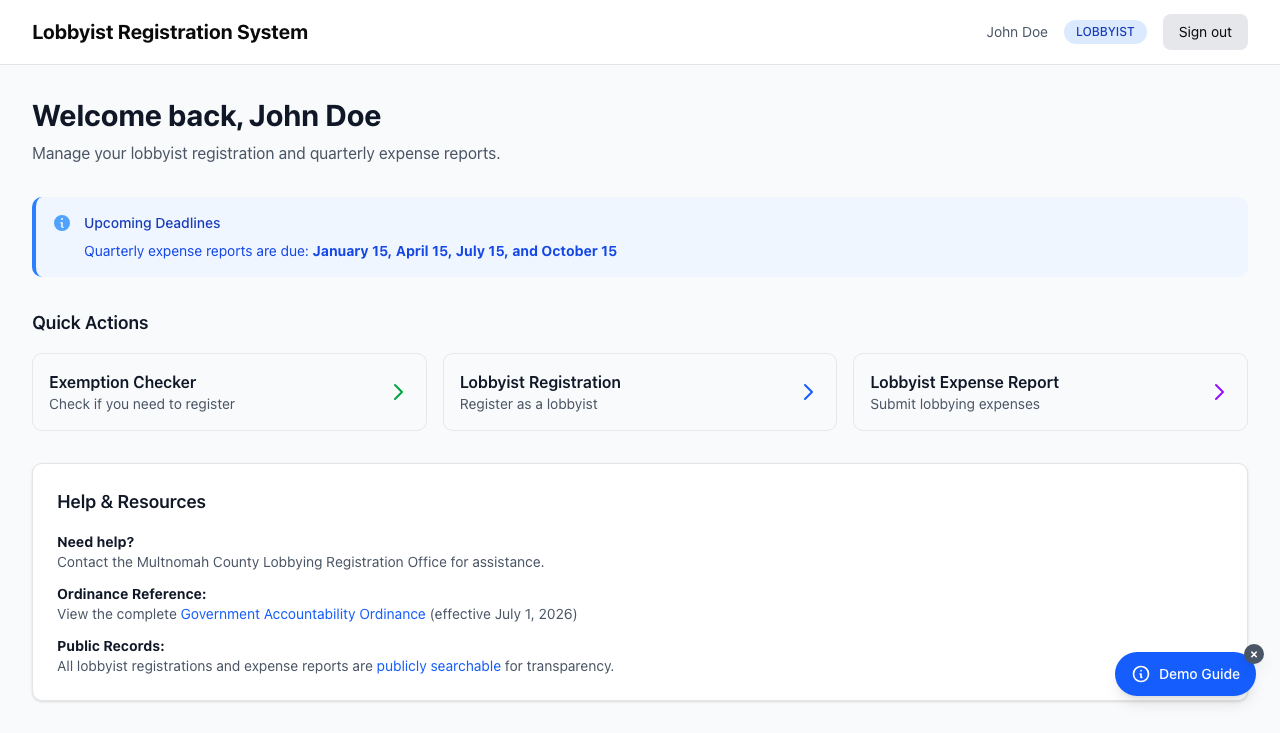 Lobbyist Registration System
John Doe
LOBBYIST
Sign out
Welcome back, John Doe
Manage your lobbyist registration and quarterly expense reports.
Upcoming Deadlines
Quarterly expense reports are due: January 15, April 15, July 15, and October 15
Quick Actions
Exemption Checker
Check if you need to register
Lobbyist Registration
Register as a lobbyist
Lobbyist Expense Report
Submit lobbying expenses
Help & Resources
Need help?
Contact the Multnomah County Lobbying Registration Office for assistance.
Ordinance Reference:
View the complete Government Accountability Ordinance (effective July 1, 2026)
Public Records:
All lobbyist registrations and expense reports are publicly searchable for transparency.
Demo Guide